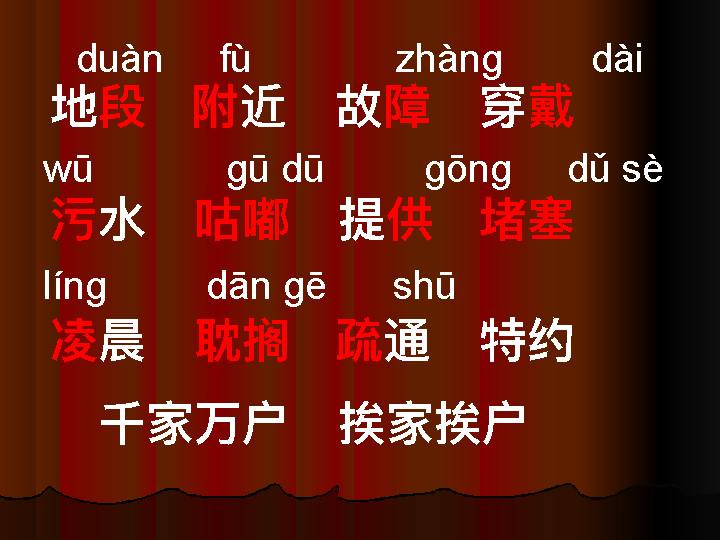 duàn fù zhàng dài
地段 附近 故障 穿戴
wū gū dū gōng dǔ sè
污水 咕嘟 提供 堵塞
líng dān gē shū
凌晨 耽搁 疏通 特约
千家万户 挨家挨户